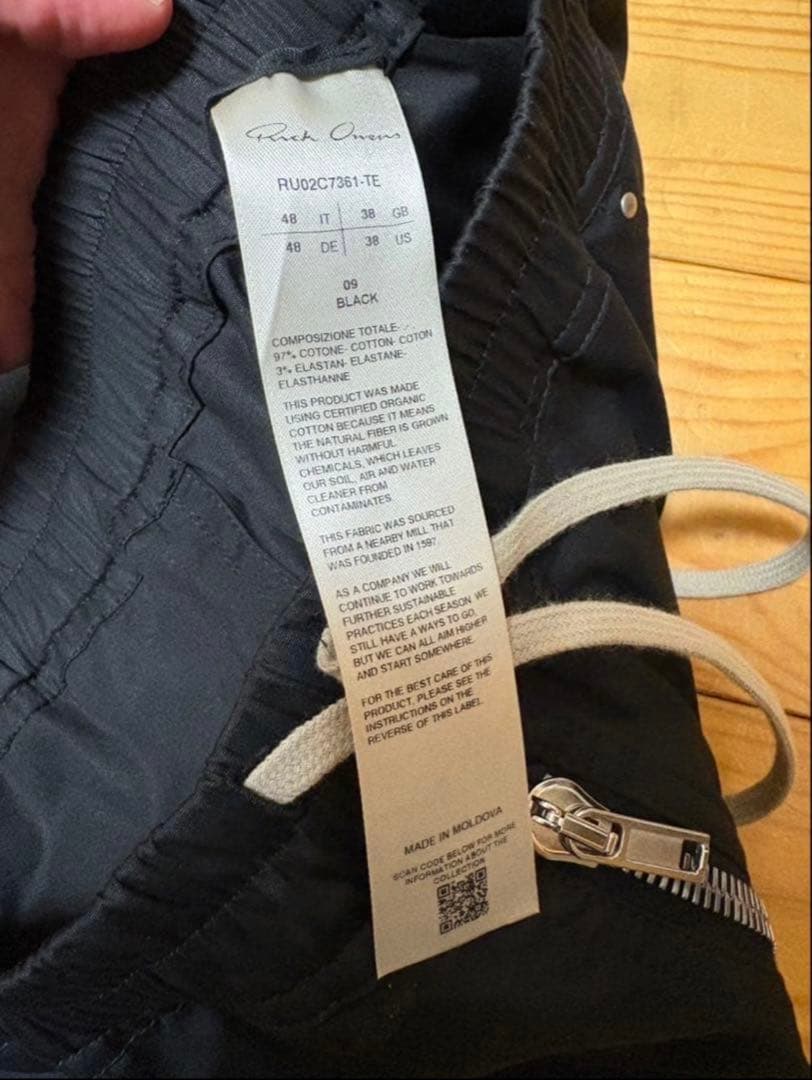 Rick Owens
RU02C7361-TE
48 IT 38 GB
48 DE 38 US
09
BLACK
COMPOSIZIONE TOTALE-
97% COTONE- COTTON- COTON
3% ELASTAN- ELASTANE-
ELASTHANNE
THIS PRODUCT WAS MADE
USING CERTIFIED ORGANIC
COTTON BECAUSE IT MEANS
THE NATURAL FIBER IS GROWN
WITHOUT HARMFUL
CHEMICALS, WHICH LEAVES
OUR SOIL, AIR AND WATER
CLEANER FROM
CONTAMINATES.
THIS FABRIC WAS SOURCED
FROM A NEARBY MILL THAT
WAS FOUNDED IN 1597.
AS A COMPANY WE WILL
CONTINUE TO WORK TOWARDS
FURTHER SUSTAINABLE
PRACTICES EACH SEASON. WE
STILL HAVE A WAYS TO GO,
BUT WE CAN ALL AIM HIGHER
AND START SOMEWHERE.
FOR THE BEST CARE OF THIS
PRODUCT, PLEASE SEE THE
INSTRUCTIONS ON THE
REVERSE OF THIS LABEL.
MADE IN MOLDOVA
SCAN CODE BELOW FOR MORE
INFORMATION ABOUT THE
COLLECTION